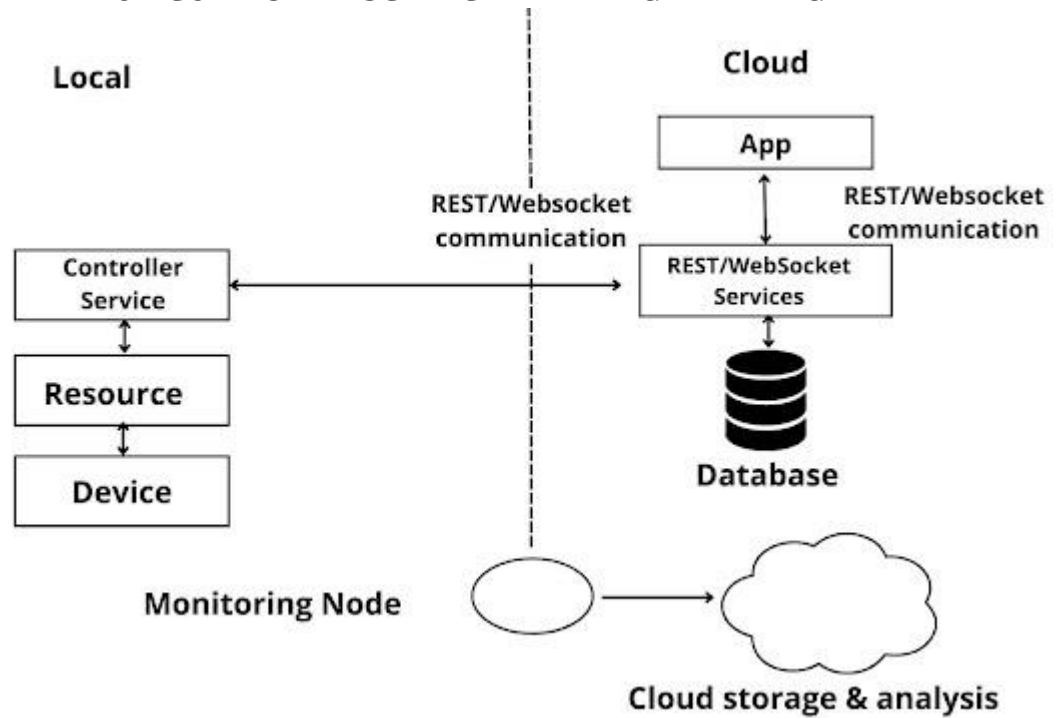 Local
Cloud
App
REST/Websocket
communication
REST/Websocket
communication
Controller
Service
REST/WebSocket
Services
Resource
Device
Database
Monitoring Node
Cloud storage & analysis